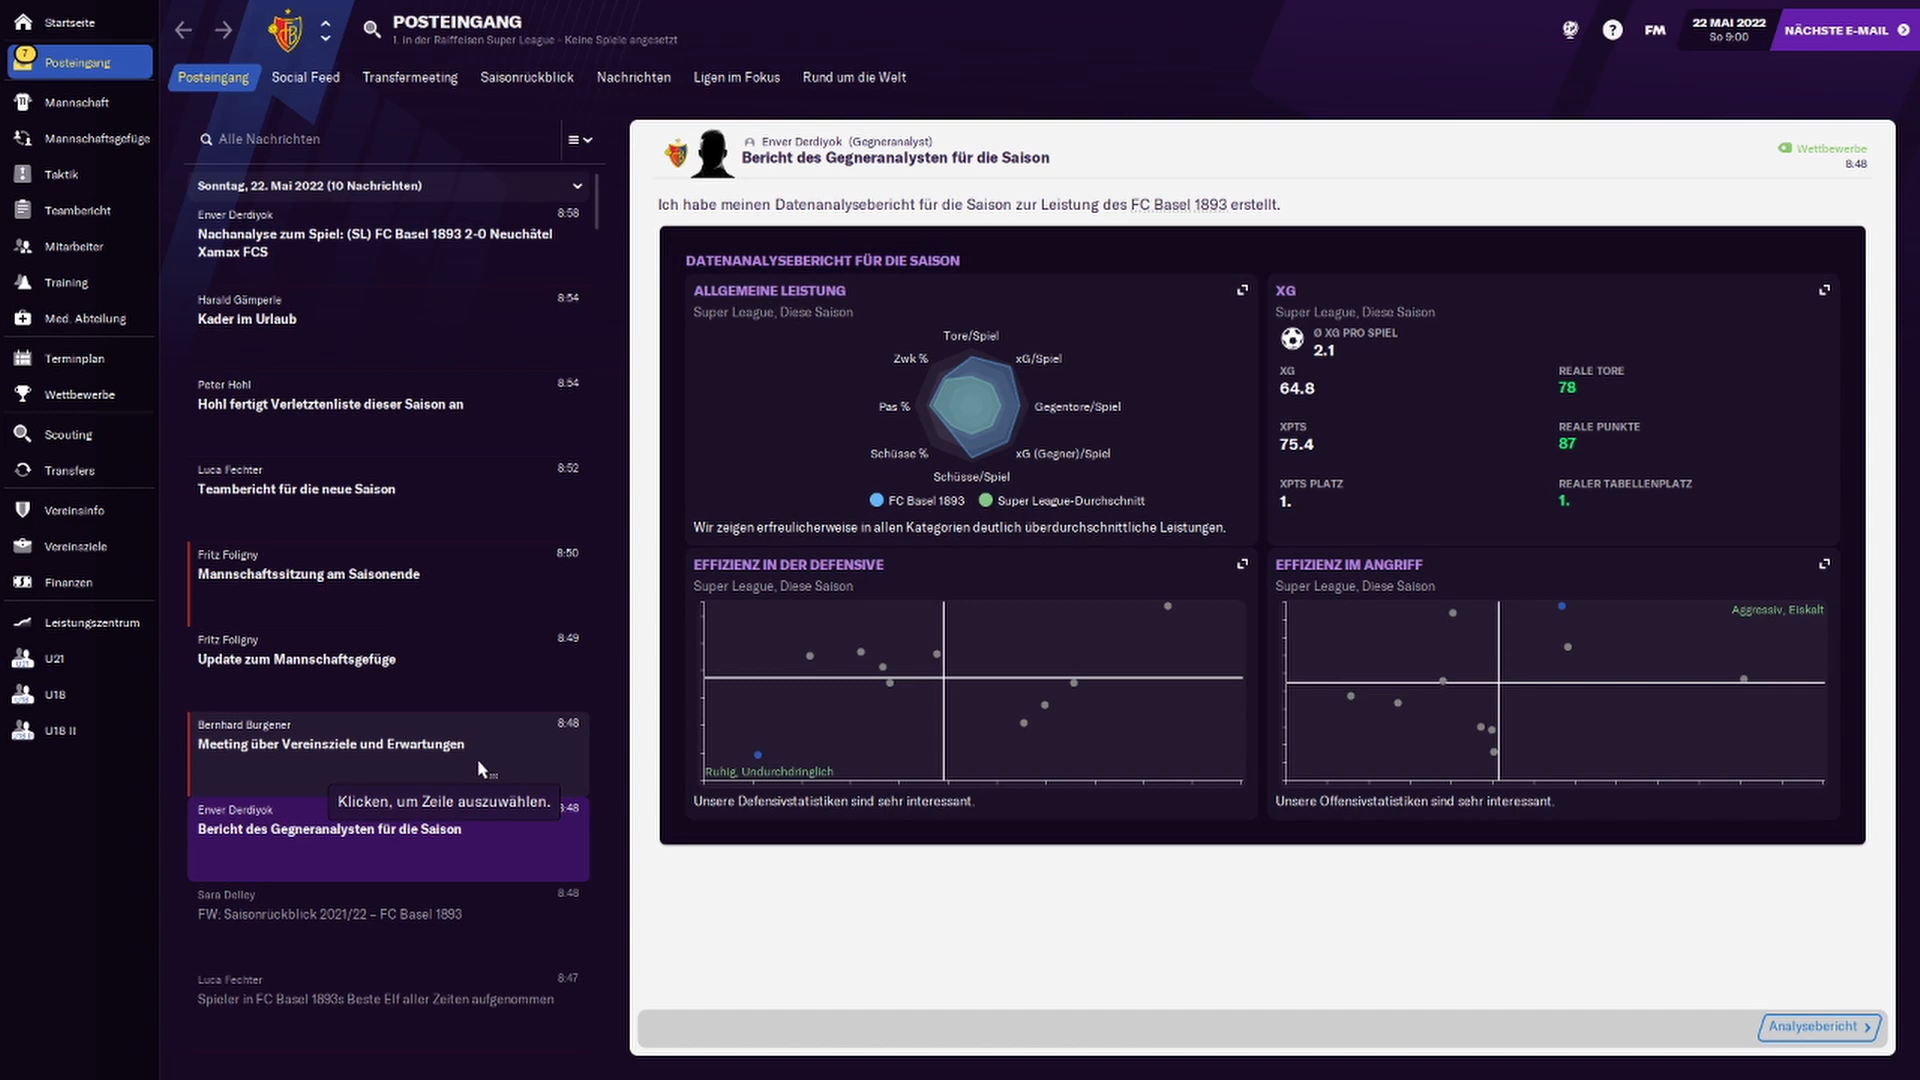 Startseite
7
Posteingang
Mannschaft
Mannschaftsgefüge
Taktik
Teambericht
Mitarbeiter
Training
Med. Abteilung
Terminplan
Wettbewerbe
Scouting
Transfers
Vereinsinfo
Vereinsziele
Finanzen
Leistungszentrum
U21
U18
U18 II
POSTEINGANG
1. in der Raiffeisen Super League - Keine Spiele angesetzt
FM
22 MAI 2022
So 9:00
NÄCHSTE E-MAIL
Posteingang
Social Feed
Transfermeeting
Saisonrückblick
Nachrichten
Ligen im Fokus
Rund um die Welt
Alle Nachrichten
Sonntag, 22. Mai 2022 (10 Nachrichten)
Enver Derdiyok 8:58
Nachanalyse zum Spiel: (SL) FC Basel 1893 2-0 Neuchâtel
Xamax FCS
Harald Gämperle 8:54
Kader im Urlaub
Peter Hohl 8:54
Hohl fertigt Verletztenliste dieser Saison an
Luca Fechter 8:52
Teambericht für die neue Saison
Fritz Foligny 8:50
Mannschaftssitzung am Saisonende
Fritz Foligny 8:49
Update zum Mannschaftsgefüge
Bernhard Burgener 8:48
Meeting über Vereinsziele und Erwartungen
Klicken, um Zeile auszuwählen.
Enver Derdiyok :48
Bericht des Gegneranalysten für die Saison
Sara Delley 8:48
FW: Saisonrückblick 2021/22 – FC Basel 1893
Luca Fechter 8:47
Spieler in FC Basel 1893s Beste Elf aller Zeiten aufgenommen
Enver Derdiyok (Gegneranalyst)
Bericht des Gegneranalysten für die Saison
Wettbewerbe
8:48
Ich habe meinen Datenanalysebericht für die Saison zur Leistung des FC Basel 1893 erstellt.
DATENANALYSEBERICHT FÜR DIE SAISON
ALLGEMEINE LEISTUNG
Super League, Diese Saison
Tore/Spiel
Zwk %
xG/Spiel
Pas %
Gegentore/Spiel
Schüsse %
xG (Gegner)/Spiel
Schüsse/Spiel
FC Basel 1893
Super League-Durchschnitt
Wir zeigen erfreulicherweise in allen Kategorien deutlich überdurchschnittliche Leistungen.
XG
Super League, Diese Saison
Ø XG PRO SPIEL
2.1
XG
64.8
REALE TORE
78
XPTS
75.4
REALE PUNKTE
87
XPTS PLATZ
1.
REALER TABELLENPLATZ
1.
EFFIZIENZ IN DER DEFENSIVE
Super League, Diese Saison
Ruhig, Undurchdringlich
Unsere Defensivstatistiken sind sehr interessant.
EFFIZIENZ IM ANGRIFF
Super League, Diese Saison
Aggressiv, Eiskalt
Unsere Offensivstatistiken sind sehr interessant.
Analysebericht